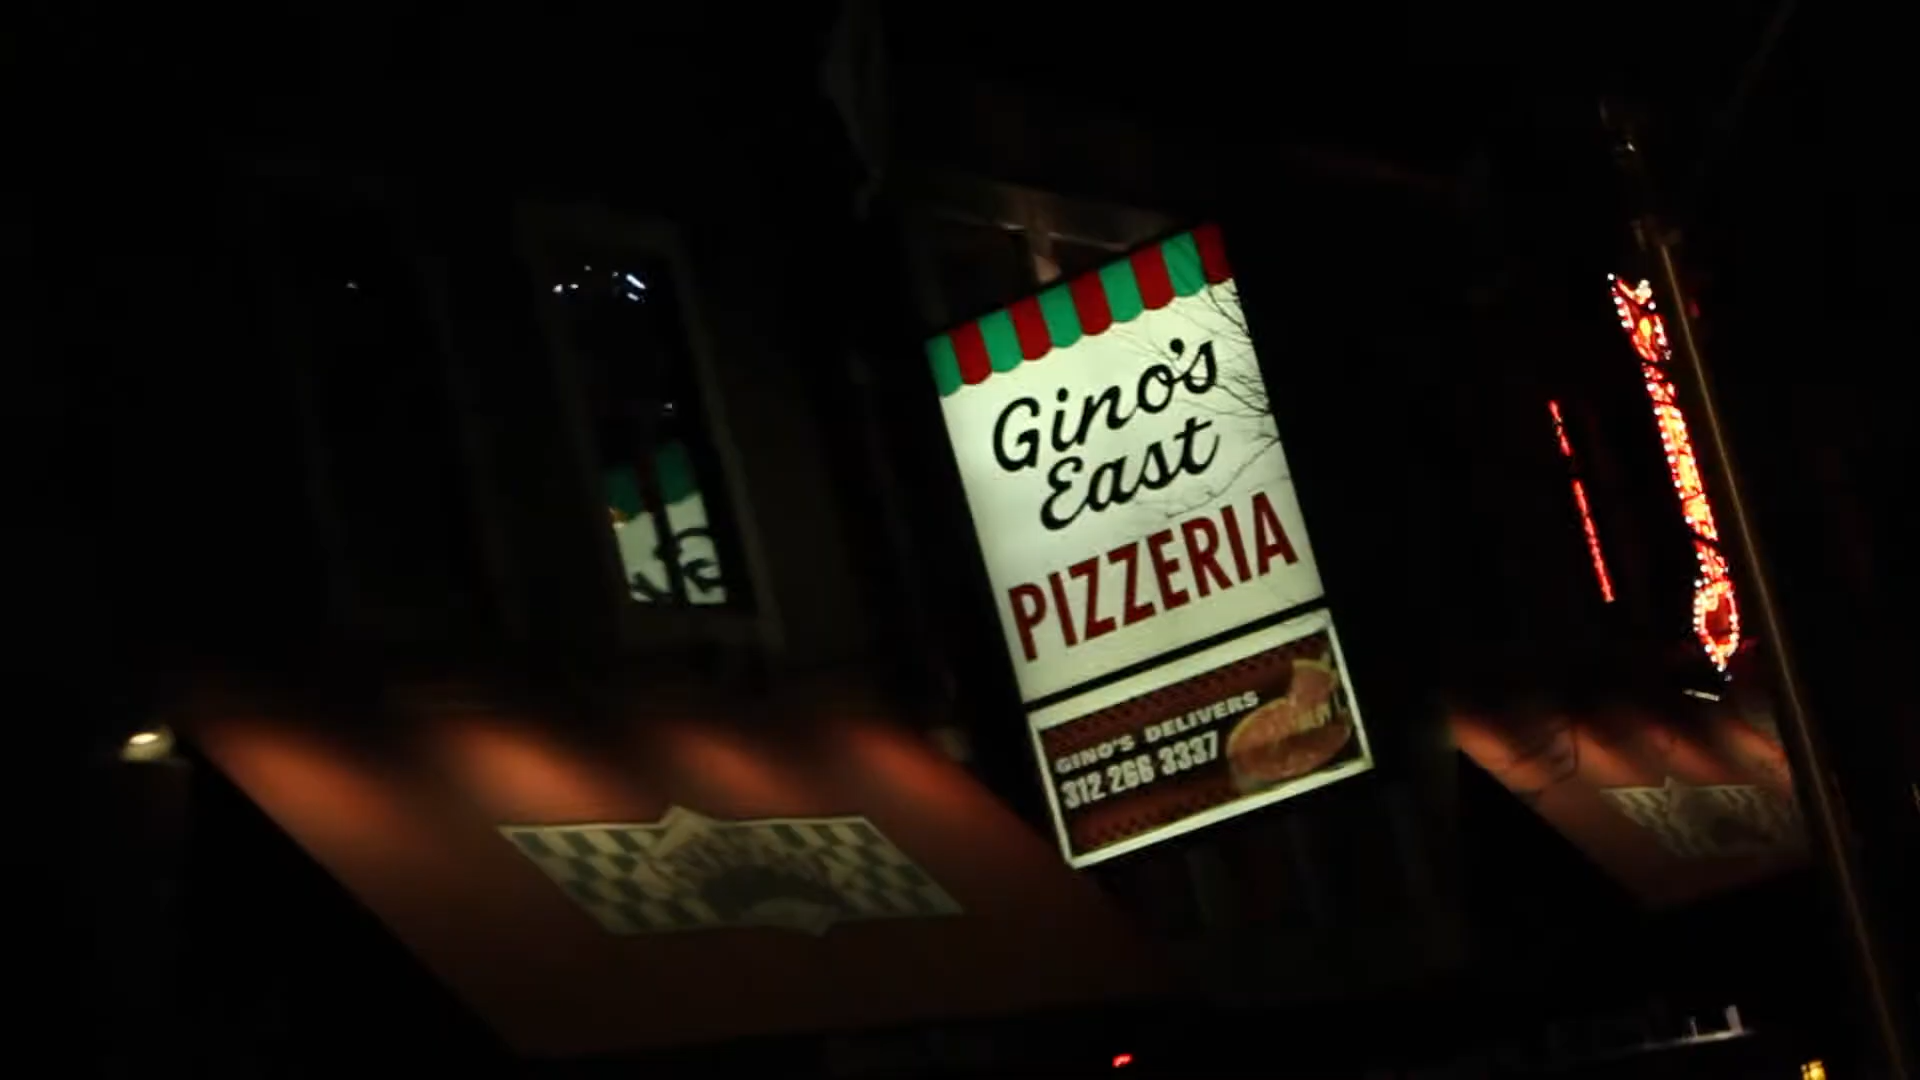 Gino's
East
PIZZERIA
GINO'S DELIVERS
312 266 3337